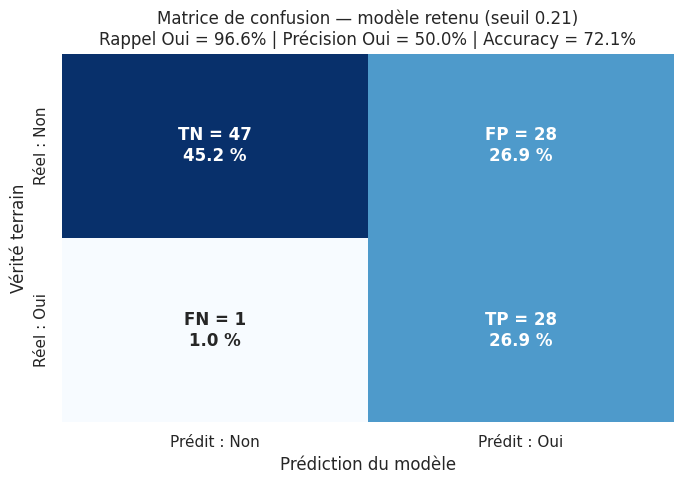 Matrice de confusion — modèle retenu (seuil 0.21)
Rappel Oui = 96.6% | Précision Oui = 50.0% | Accuracy = 72.1%
Vérité terrain
Réel : Non
TN = 47
45.2 %
FP = 28
26.9 %
Réel : Oui
FN = 1
1.0 %
TP = 28
26.9 %
Prédit : Non
Prédit : Oui
Prédiction du modèle